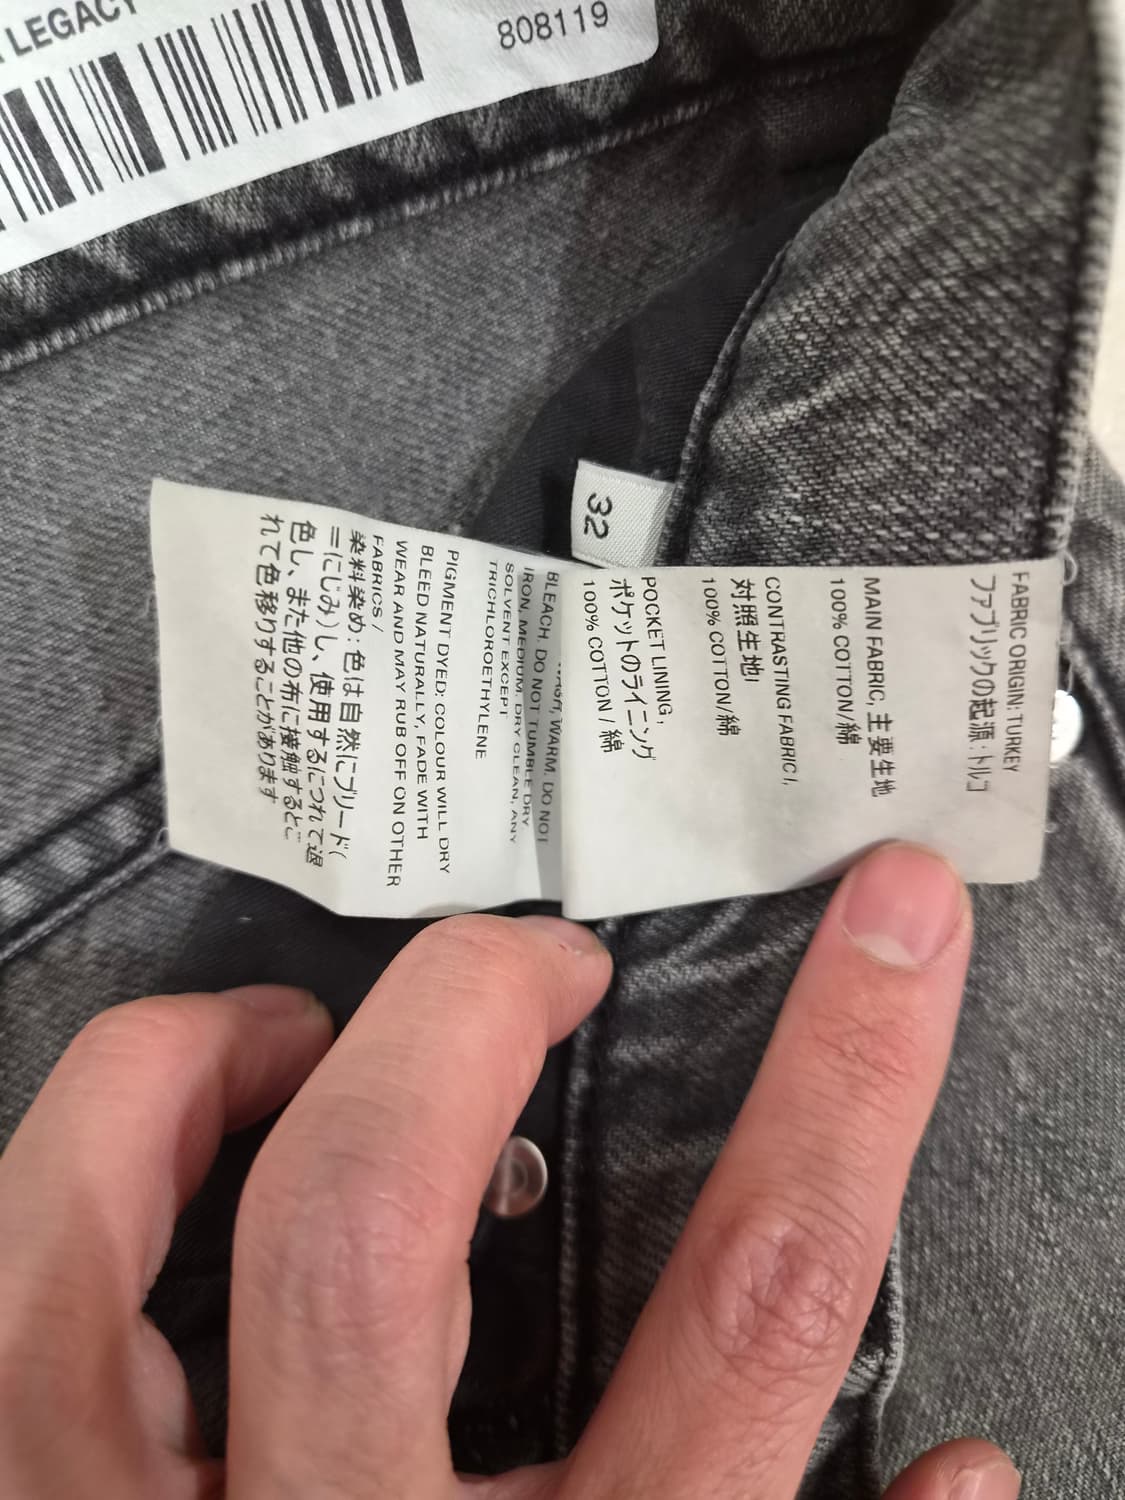 LEGACY
808119
32
FABRIC ORIGIN: TURKEY
ファブリックの起源:トルコ
MAIN FABRIC, 主要生地
100% COTTON/綿
CONTRASTING FABRIC I,
対照生地I
100% COTTON/綿
POCKET LINING,
ポケットのライニング
100% COTTON / 綿
WASH, WARM. DO NOT
BLEACH. DO NOT TUMBLE DRY.
IRON, MEDIUM. DRY CLEAN, ANY
SOLVENT EXCEPT
TRICHLOROETHYLENE
PIGMENT DYED: COLOUR WILL DRY
BLEED NATURALLY, FADE WITH
WEAR AND MAY RUB OFF ON OTHER
FABRICS /
染料染め:色は自然にブリード(
=にじみ)し、使用するにつれて退
色し、また他の布に接触するとこ
れて色移りすることがあります